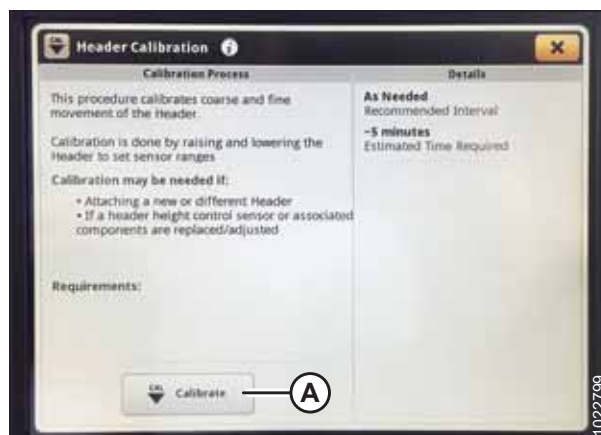 CAL
Header Calibration i
Calibration Process
This procedure calibrates coarse and fine
movement of the Header.
Calibration is done by raising and lowering the
Header to set sensor ranges
Calibration may be needed if:
• Attaching a new or different Header
• If a header height control sensor or associated
components are replaced/adjusted
Requirements:
CAL Calibrate
A
Details
As Needed
Recommended Interval
~5 minutes
Estimated Time Required
1022799